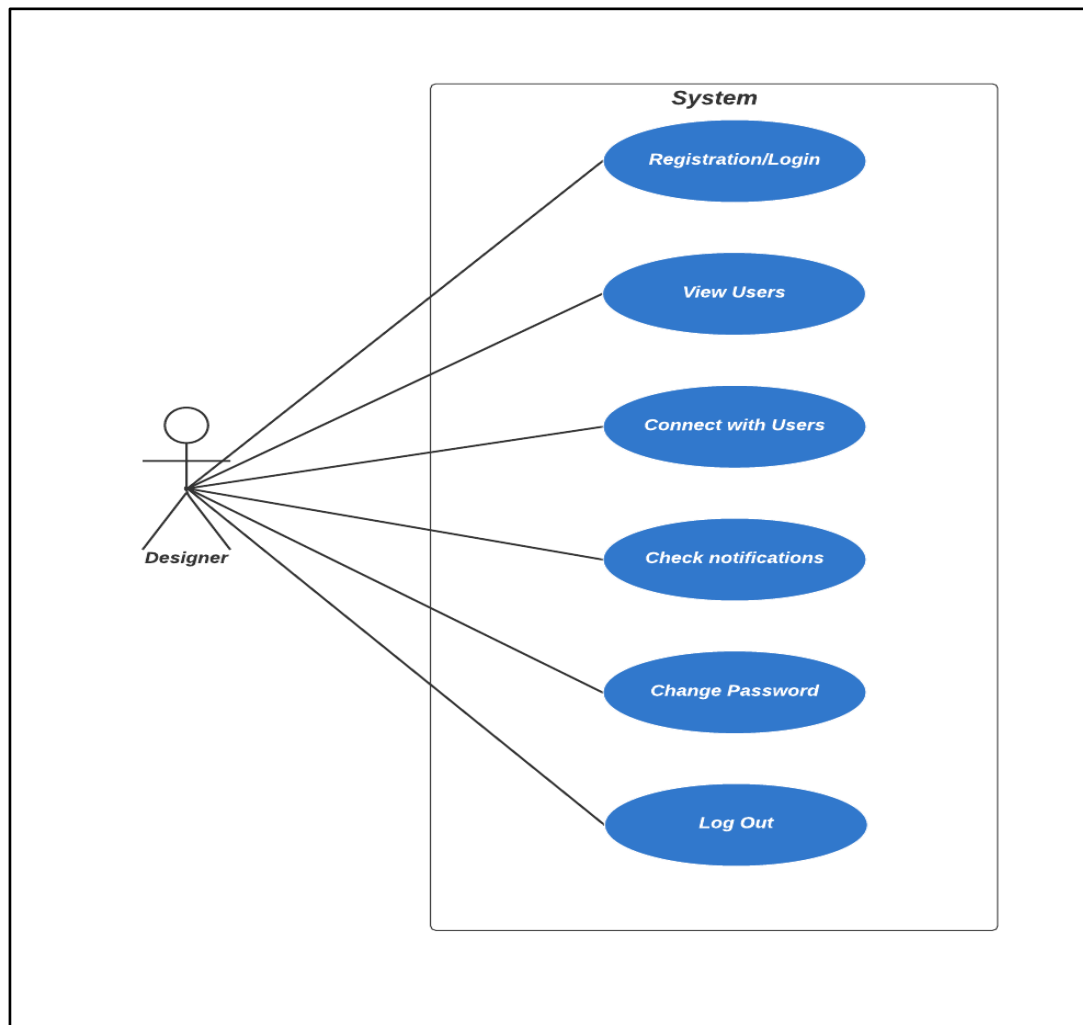 System
Registration/Login
View Users
Connect with Users
Check notifications
Designer
Change Password
Log Out